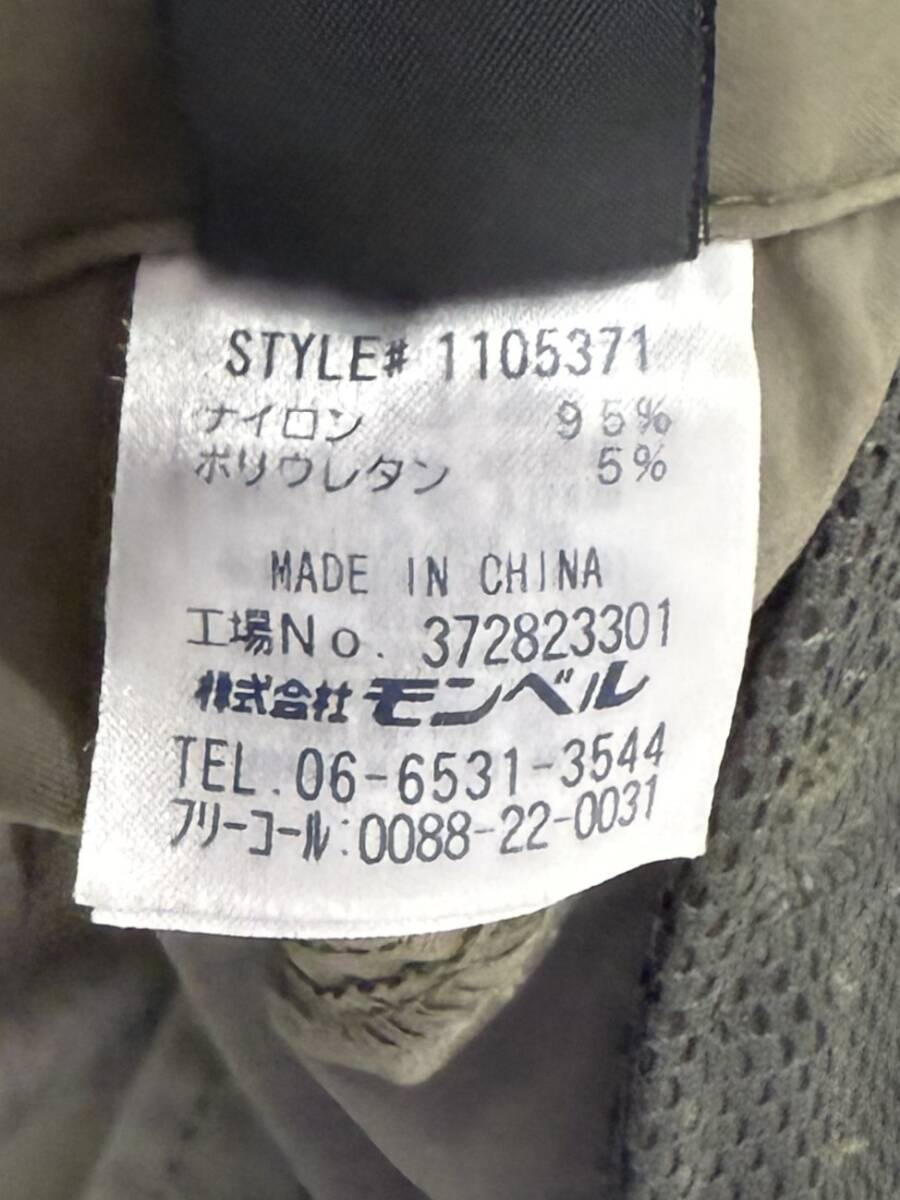 STYLE# 1105371
ナイロン 95%
ポリウレタン 5%
MADE IN CHINA
工場No. 372823301
株式会社 モンベル
TEL.06-6531-3544
フリーコール:0088-22-0031